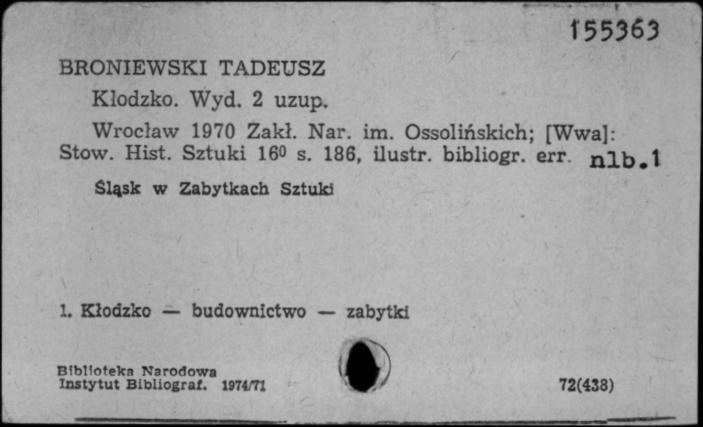 155363
BRONIEWSKI TADEUSZ
Kłodzko. Wyd. 2 uzup.
Wrocław 1970 Zakł. Nar. im. Ossolińskich; [Wwa]:
Stow. Hist. Sztuki 16⁰ s. 186, ilustr. bibliogr. err. nlb.1
Śląsk w Zabytkach Sztuki
1. Kłodzko — budownictwo — zabytki
Biblioteka Narodowa
Instytut Bibliograf. 1974/71
72(438)